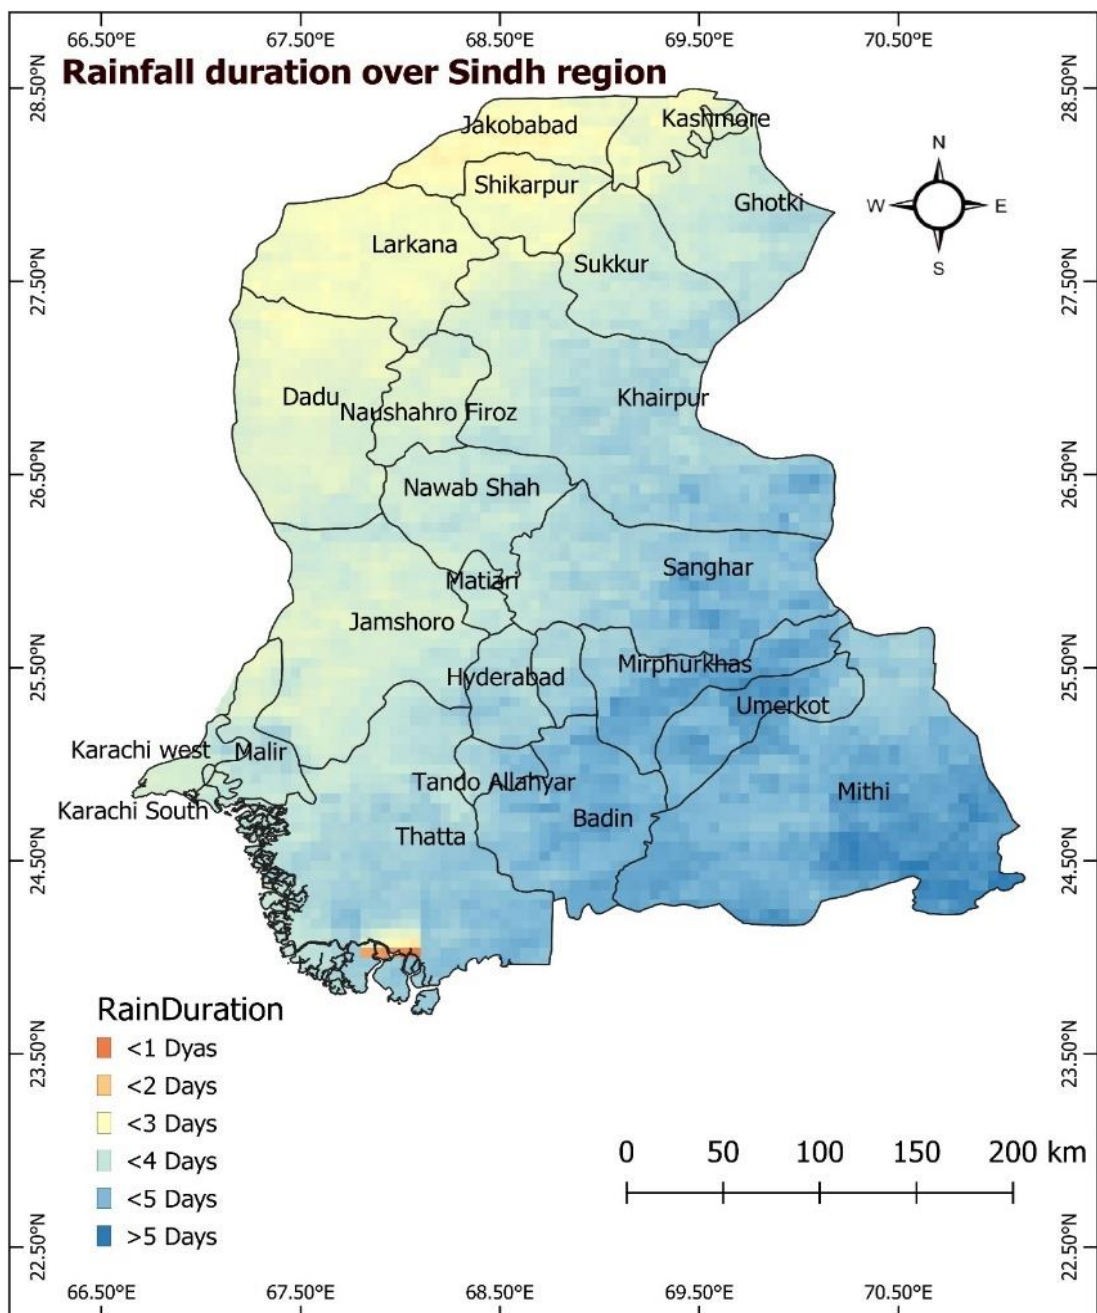 66.50°E 67.50°E 68.50°E 69.50°E 70.50°E
Rainfall duration over Sindh region
28.50°N
28.50°N
Jakobabad
Kashmore
N
W
E
S
Shikarpur
Ghotki
Larkana
Sukkur
27.50°N
27.50°N
Dadu
Khairpur
Naushahro Firoz
26.50°N
26.50°N
Nawab Shah
Sanghar
Matiari
Jamshoro
25.50°N
25.50°N
Mirphurkhas
Hyderabad
Umerkot
Karachi west
Malir
Tando Allahyar
Mithi
Karachi South
Badin
Thatta
24.50°N
24.50°N
RainDuration
<1 Dyas
<2 Days
<3 Days
<4 Days
<5 Days
>5 Days
23.50°N
23.50°N
0 50 100 150 200 km
22.50°N
22.50°N
66.50°E 67.50°E 68.50°E 69.50°E 70.50°E